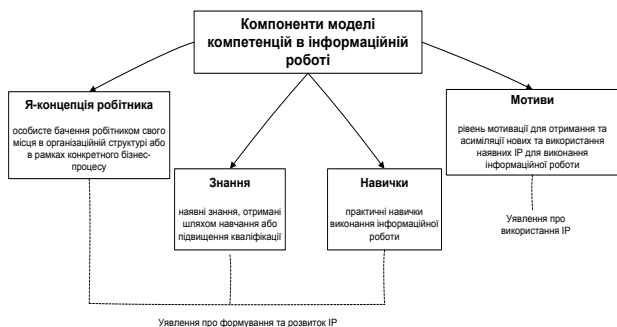 Компоненти моделі
компетенцій в інформаційній
роботі
Я-концепція робітника
особисте бачення робітником свого
місця в організаційній структурі або
в рамках конкретного бізнес-
процесу
Знання
наявні знання, отримані
шляхом навчання або
підвищення кваліфікації
Навички
практичні навички
виконання інформаційної
роботи
Мотиви
рівень мотивації для отримання та
асиміляції нових та використання
наявних ІР для виконання
інформаційної роботи
Уявлення про
використання ІР
Уявлення про формування та розвиток ІР